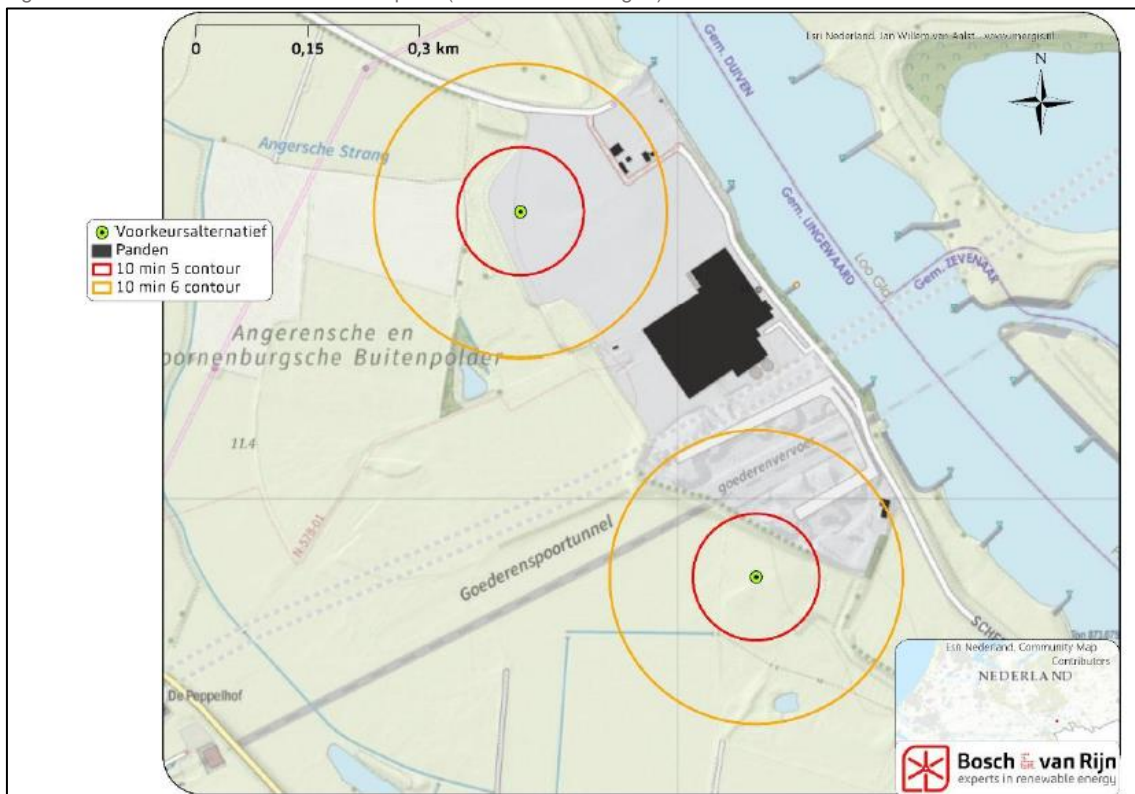 0 0,15 0,3 km
Esri Nederland, Jan Willem van Aalst - www.imergis.nl
N
Gem. DUIVEN
Angersche Strang
Gem. LINGEWAARD
Loo Gld
Gem. ZEVENAAR
Voorkeursalternatief
Panden
10 min 5 contour
10 min 6 contour
Angerensche en
oornenburgsche Buitenpolder
11.4
goederenvervoer
N-578-01
Goederenspoortunnel
SCHE
De Peppelhof
Esri Nederland, Community Map
Contributors
NEDERLAND
Bosch & van Rijn
experts in renewable energy